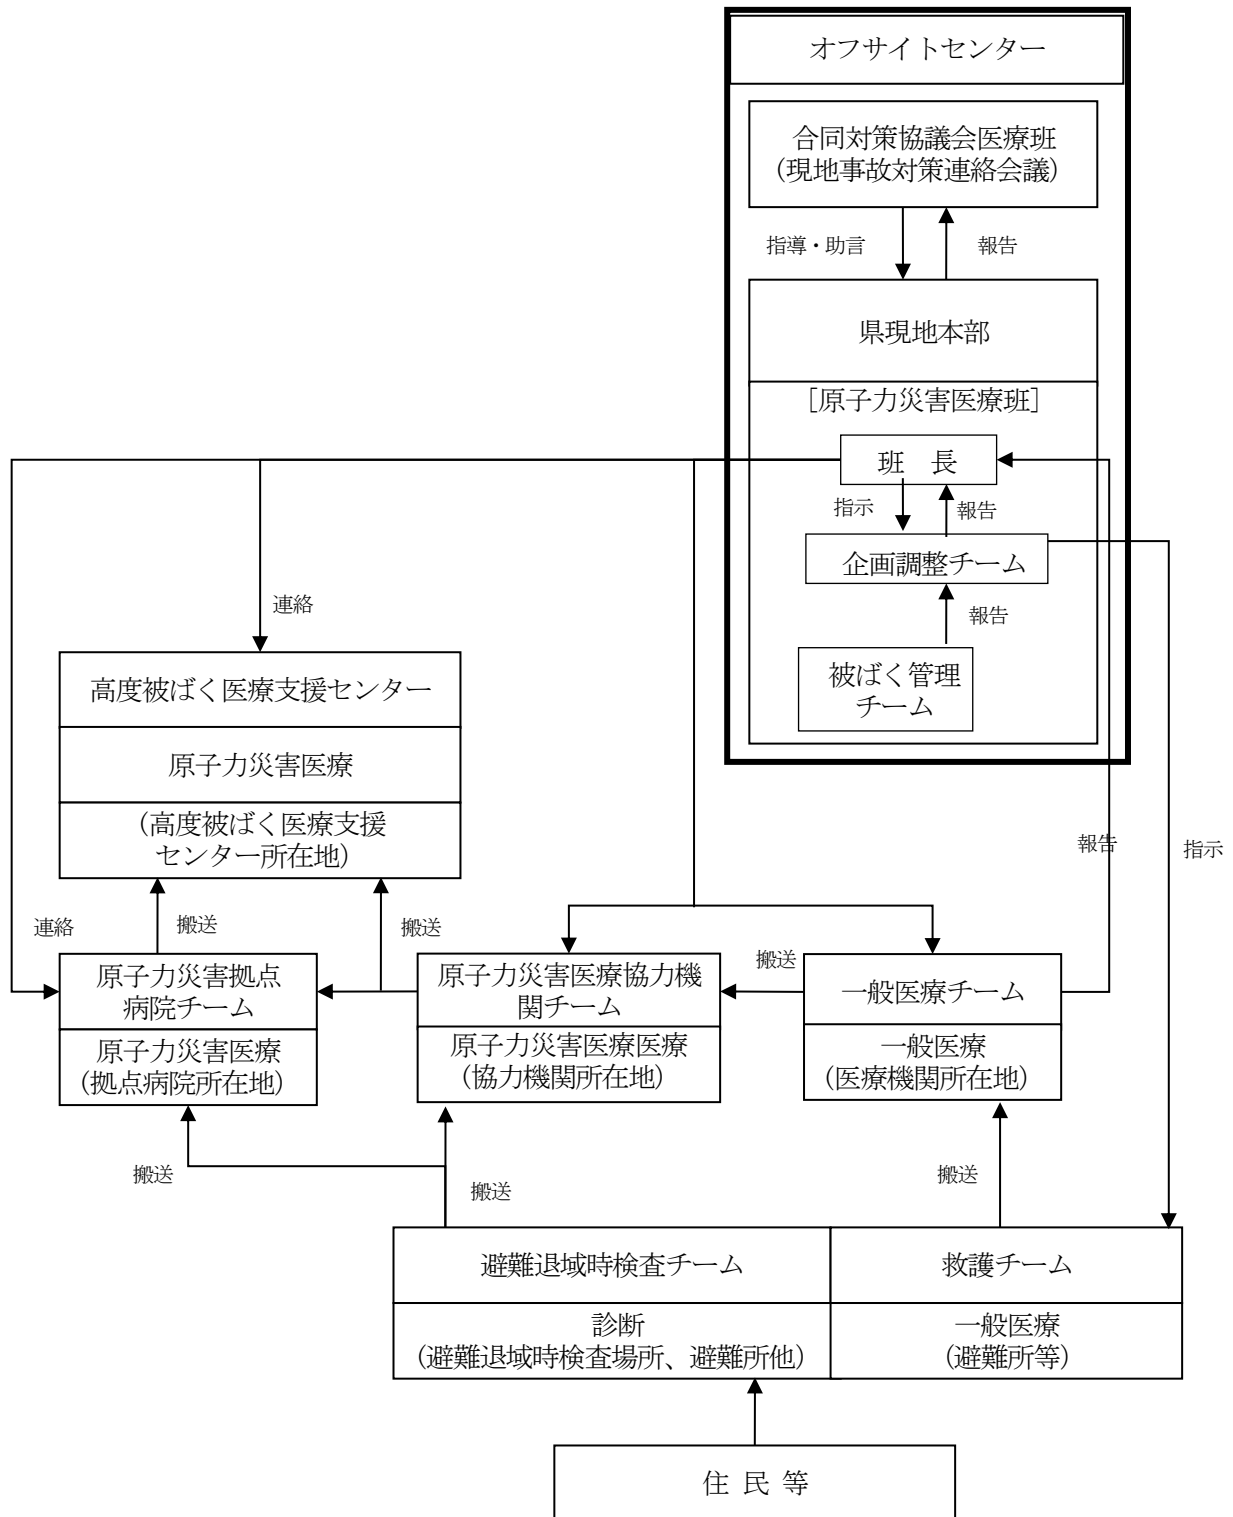 オフサイトセンター
合同対策協議会医療班
（現地事故対策連絡会議）
指導・助言
報告
県現地本部
［原子力災害医療班］
班　長
指示
報告
企画調整チーム
報告
被ばく管理
チーム
連絡
高度被ばく医療支援センター
原子力災害医療
（高度被ばく医療支援
センター所在地）
報告
指示
連絡
搬送
搬送
搬送
原子力災害拠点
病院チーム
原子力災害医療
（拠点病院所在地）
原子力災害医療協力機
関チーム
原子力災害医療医療
（協力機関所在地）
一般医療チーム
一般医療
（医療機関所在地）
搬送
搬送
搬送
避難退域時検査チーム
診断
（避難退域時検査場所、避難所他）
救護チーム
一般医療
（避難所等）
住 民 等